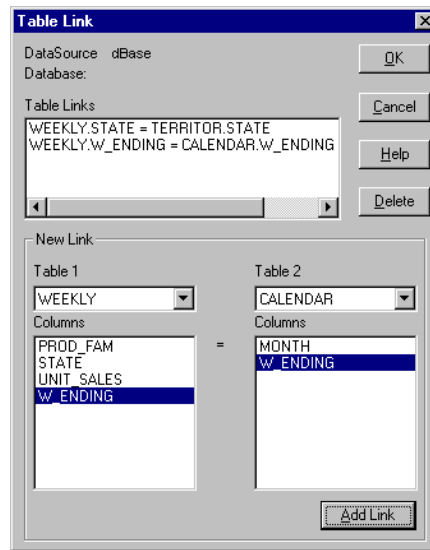 Table Link
DataSource dBase
Database:
OK
Table Links
WEEKLY.STATE = TERRITOR.STATE
WEEKLY.W_ENDING = CALENDAR.W_ENDING
Cancel
Help
Delete
New Link
Table 1
Table 2
WEEKLY
CALENDAR
Columns
Columns
PROD_FAM
STATE
UNIT_SALES
W_ENDING
=
MONTH
W_ENDING
Add Link